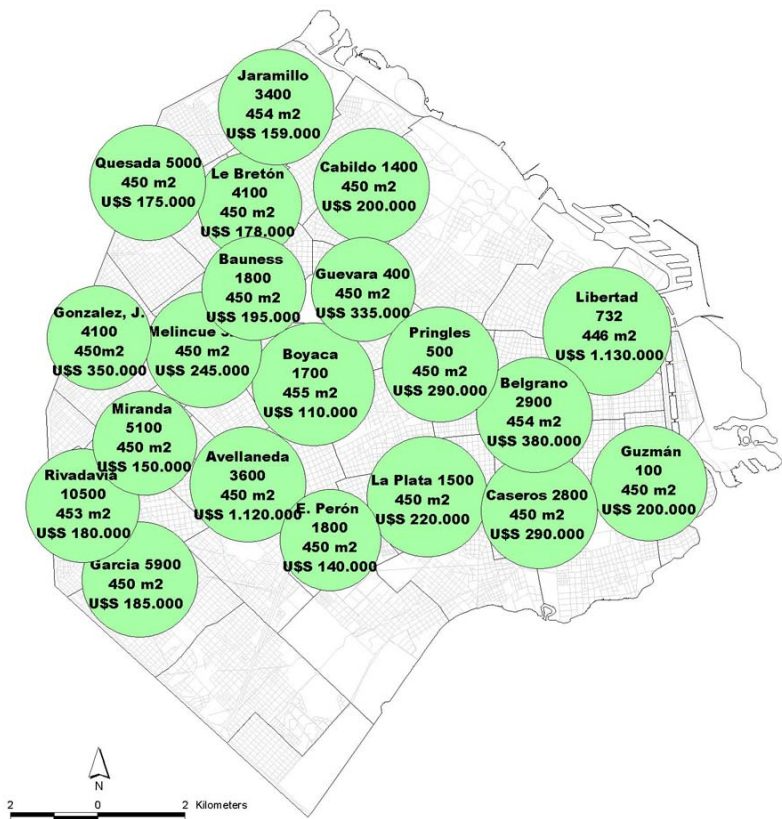 Jaramillo
3400
454 m2
U$S 159.000
Quesada 5000
450 m2
U$S 175.000
Le Bretón
4100
450 m2
U$S 178.000
Cabildo 1400
450 m2
U$S 200.000
Bauness
1800
450 m2
U$S 195.000
Guevara 400
450 m2
U$S 335.000
Libertad
732
446 m2
U$S 1.130.000
Gonzalez, J.
4100
450m2
U$S 350.000
Melincue
450 m2
U$S 245.000
Boyaca
1700
455 m2
U$S 110.000
Pringles
500
450 m2
U$S 290.000
Belgrano
2900
454 m2
U$S 380.000
Miranda
5100
450 m2
U$S 150.000
Avellaneda
3600
450 m2
U$S 1.120.000
Guzmán
100
450 m2
U$S 200.000
Rivadavia
10500
453 m2
U$S 180.000
La Plata 1500
450 m2
U$S 220.000
Caseros 2800
450 m2
U$S 290.000
E. Perón
1800
450 m2
U$S 140.000
Garcia 5900
450 m2
U$S 185.000
N
2 0 2 Kilometers